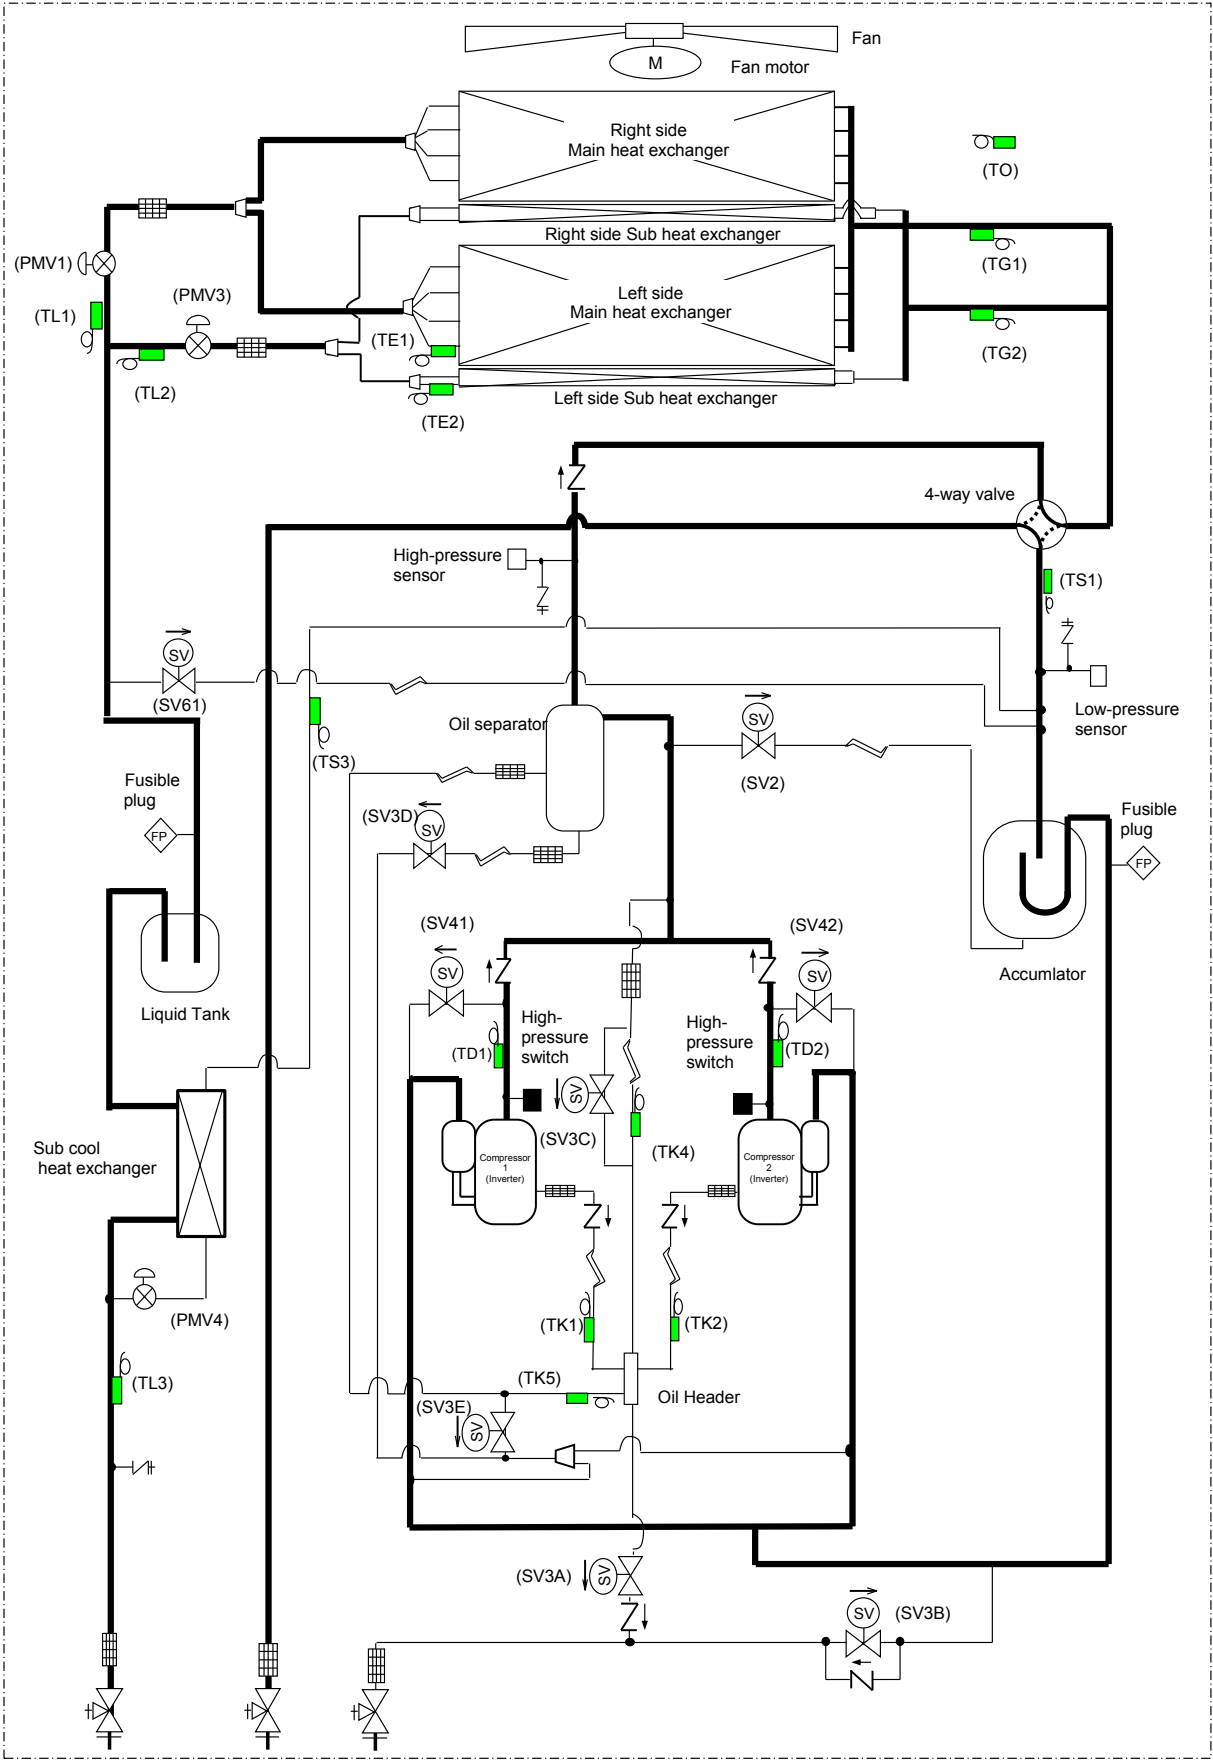 Fan
M
Fan motor
Right side
Main heat exchanger
(TO)
Right side Sub heat exchanger
(PMV1)
(TG1)
(PMV3)
Left side
Main heat exchanger
(TL1)
(TE1)
(TG2)
(TL2)
Left side Sub heat exchanger
(TE2)
4-way valve
High-pressure
sensor
(TS1)
SV
(SV61)
Low-pressure
sensor
Oil separator
SV
(TS3)
(SV2)
Fusible
plug
FP
(SV3D)
SV
Fusible
plug
FP
(SV41)
(SV42)
SV
SV
Accumlator
Liquid Tank
High-
pressure
switch
High-
pressure
switch
(TD1)
(TD2)
SV
(SV3C)
Sub cool
heat exchanger
(TK4)
Compressor
1
(Inverter)
Compressor
2
(Inverter)
(PMV4)
(TK1)
(TK2)
(TL3)
(TK5)
Oil Header
(SV3E)
SV
(SV3A)
SV
SV
(SV3B)